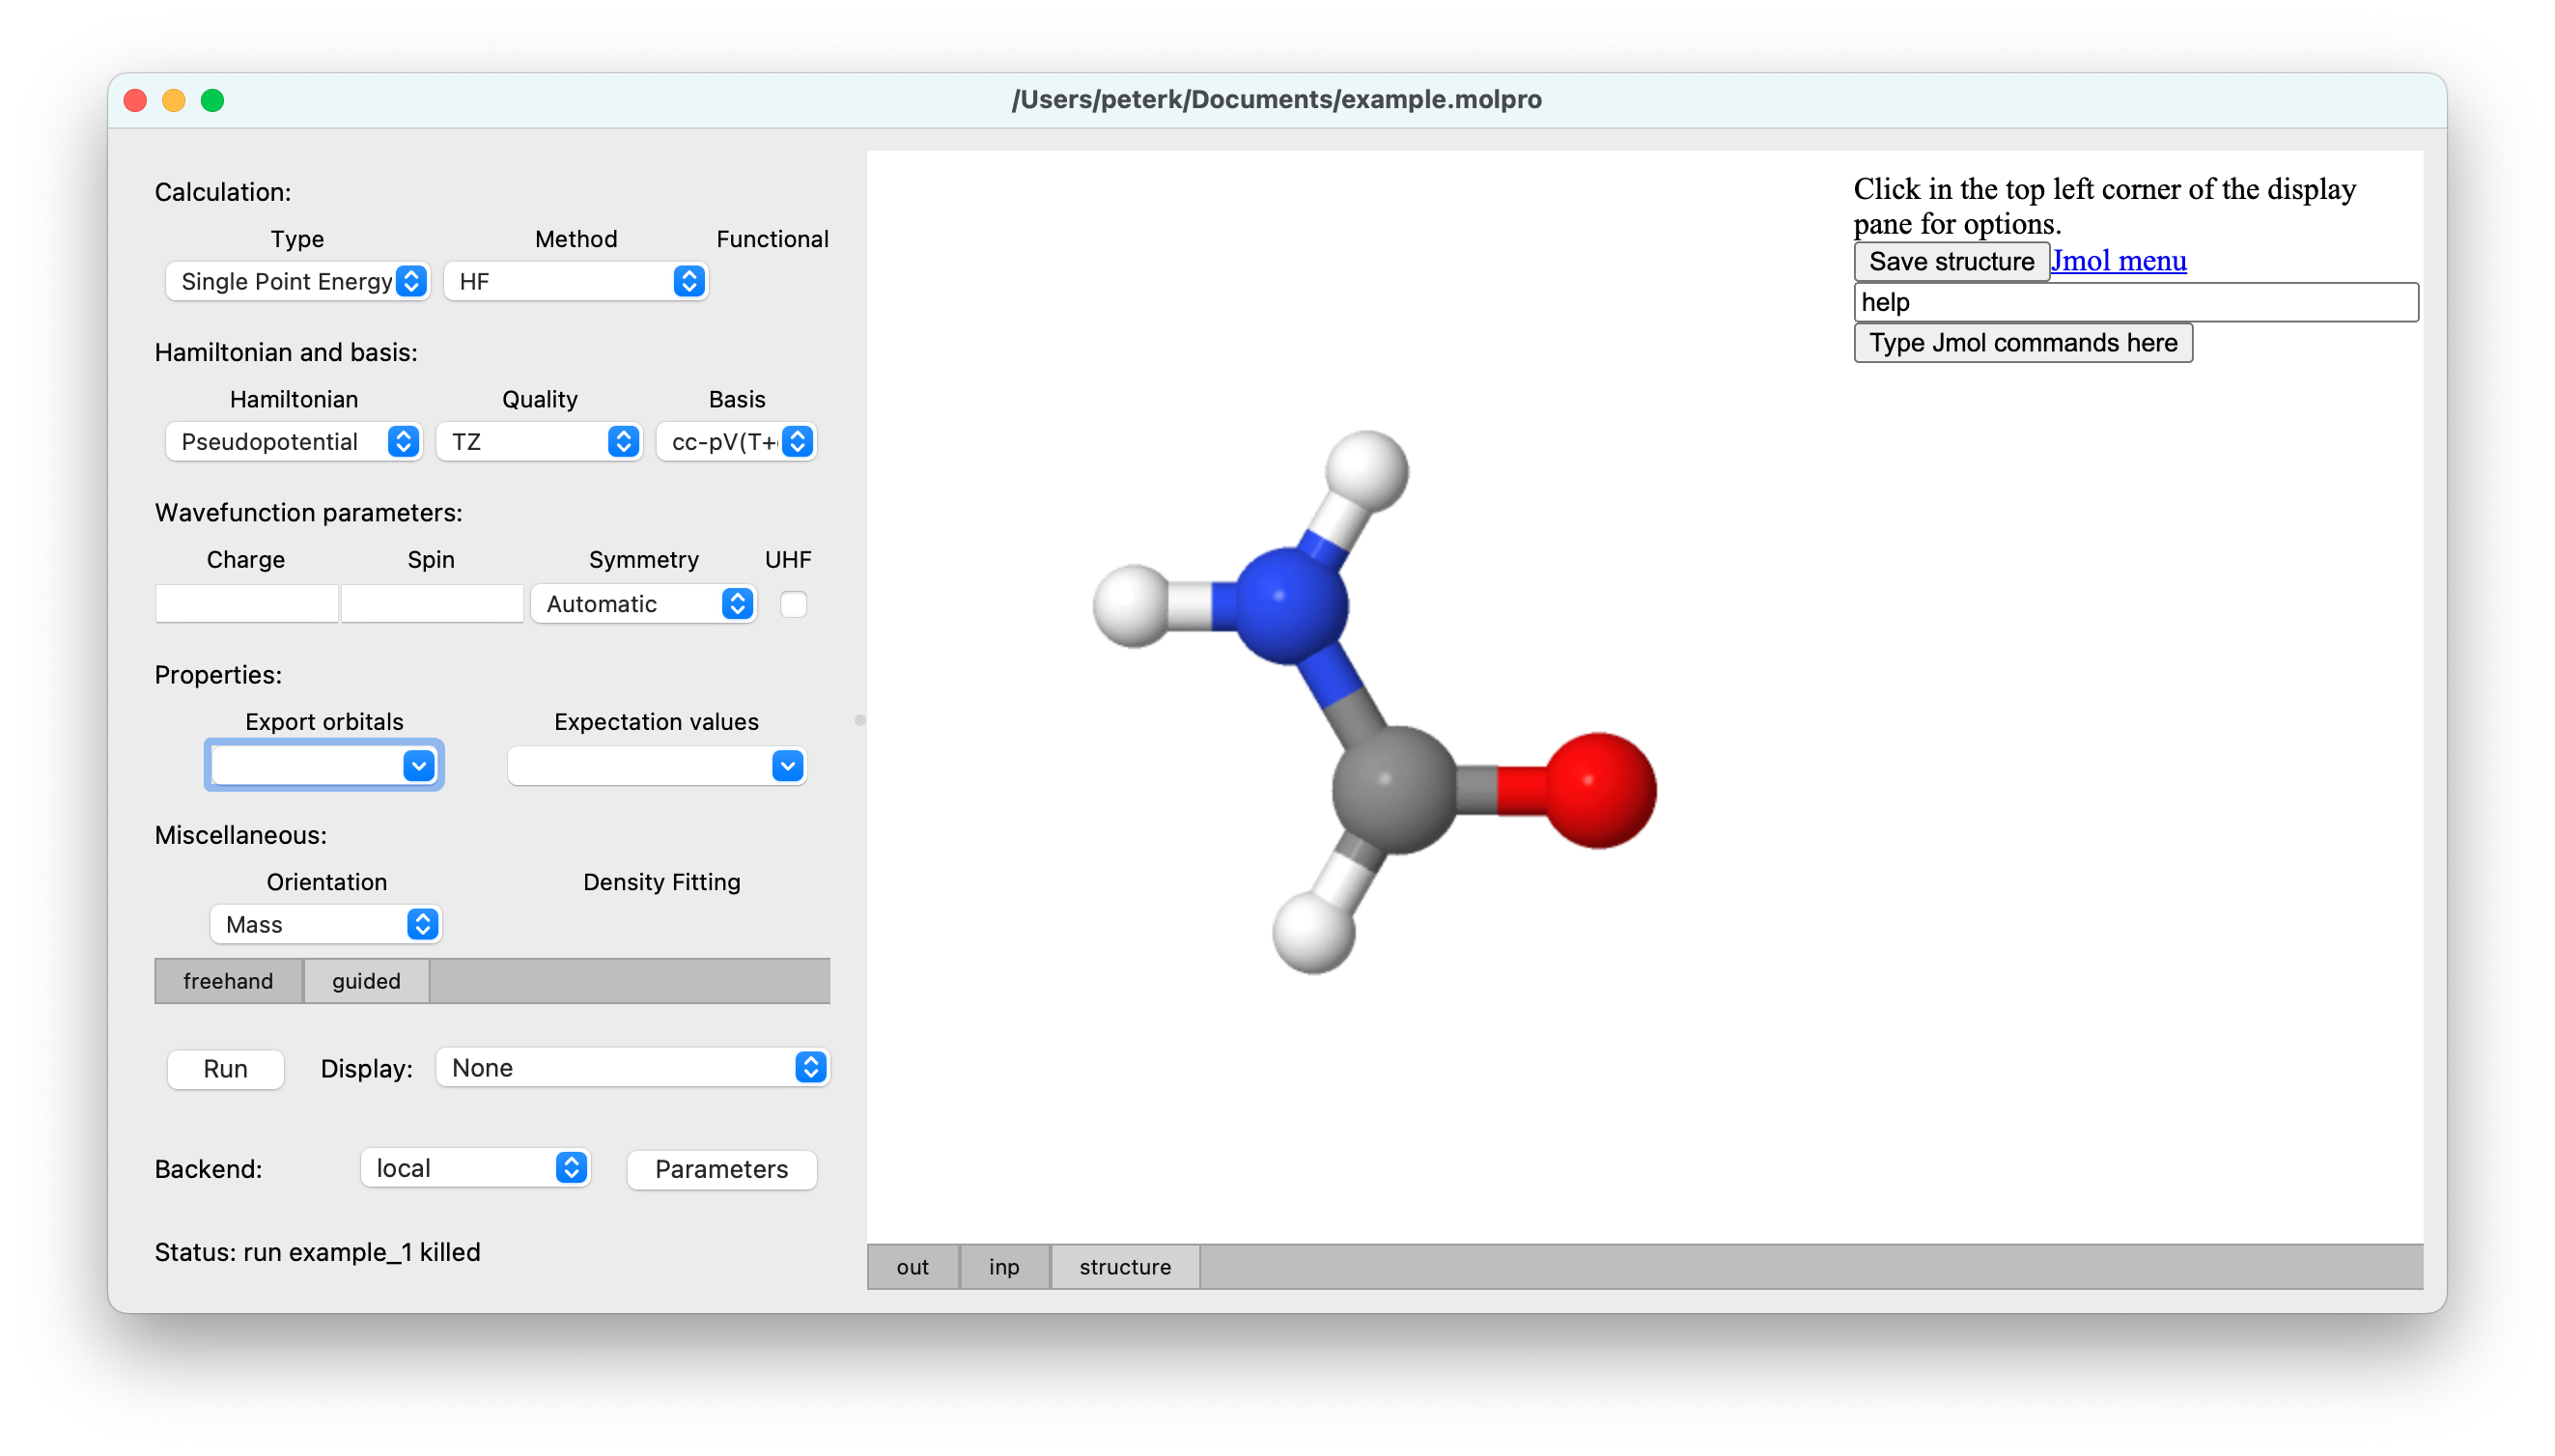 /Users/peterk/Documents/example.molpro
Calculation:
Type Method Functional
Single Point Energy HF
Hamiltonian and basis:
Hamiltonian Quality Basis
Pseudopotential TZ cc-pV(T+
Wavefunction parameters:
Charge Spin Symmetry UHF
Automatic
Properties:
Export orbitals Expectation values
Miscellaneous:
Orientation Density Fitting
Mass
freehand guided
Run Display: None
Backend: local Parameters
Status: run example_1 killed
Click in the top left corner of the display
pane for options.
Save structure Jmol menu
help
Type Jmol commands here
out inp structure